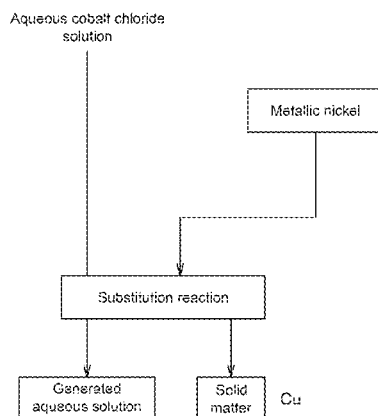 Aqueous cobalt chloride
solution
Metallic nickel
Substitution reaction
Generated
aqueous solution
Solid
matter
Cu